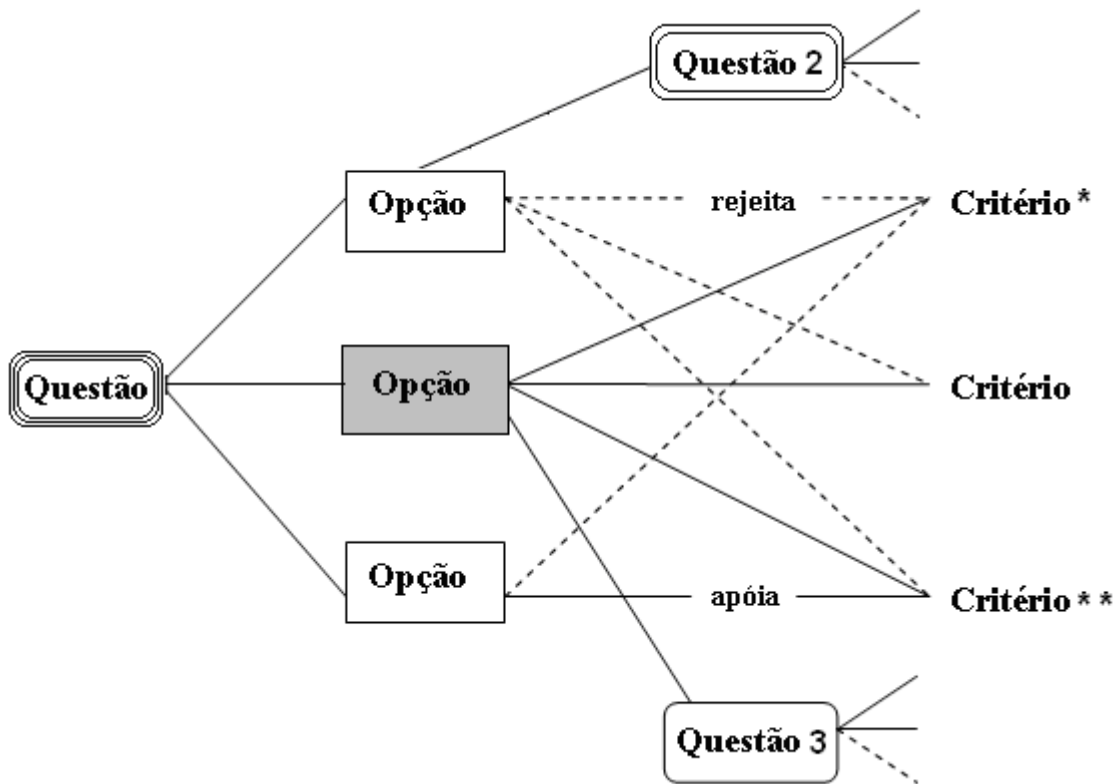 Questão 2
Opção
rejeita
Critério *
Questão
Opção
Critério
Opção
apóia
Critério * *
Questão 3